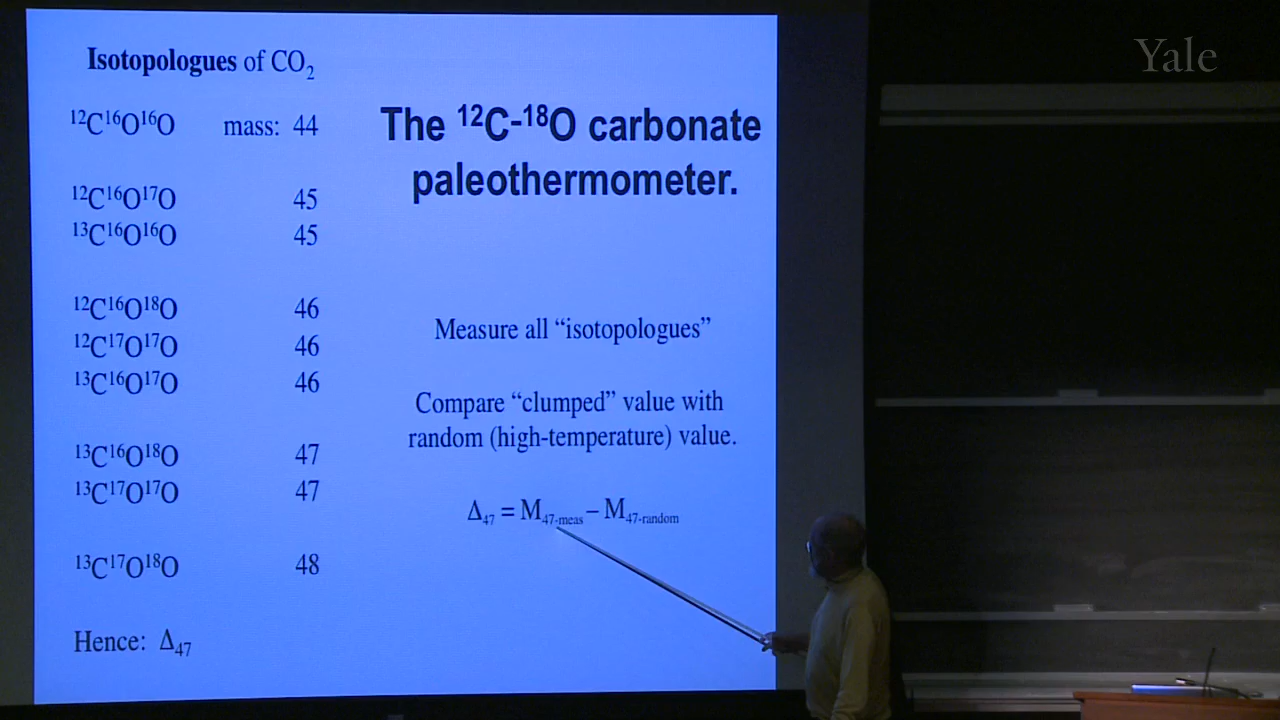 Isotopologues of CO₂
¹²C¹⁶O¹⁶O mass: 44
¹²C¹⁶O¹⁷O 45
¹³C¹⁶O¹⁶O 45
¹²C¹⁶O¹⁸O 46
¹²C¹⁷O¹⁷O 46
¹³C¹⁶O¹⁷O 46
¹³C¹⁶O¹⁸O 47
¹³C¹⁷O¹⁷O 47
¹³C¹⁷O¹⁸O 48
Hence: Δ₄₇
The ¹²C-¹⁸O carbonate
paleothermometer.
Measure all “isotopologues”
Compare “clumped” value with
random (high-temperature) value.
Δ₄₇ = M₄₇₋meas – M₄₇₋random
Yale